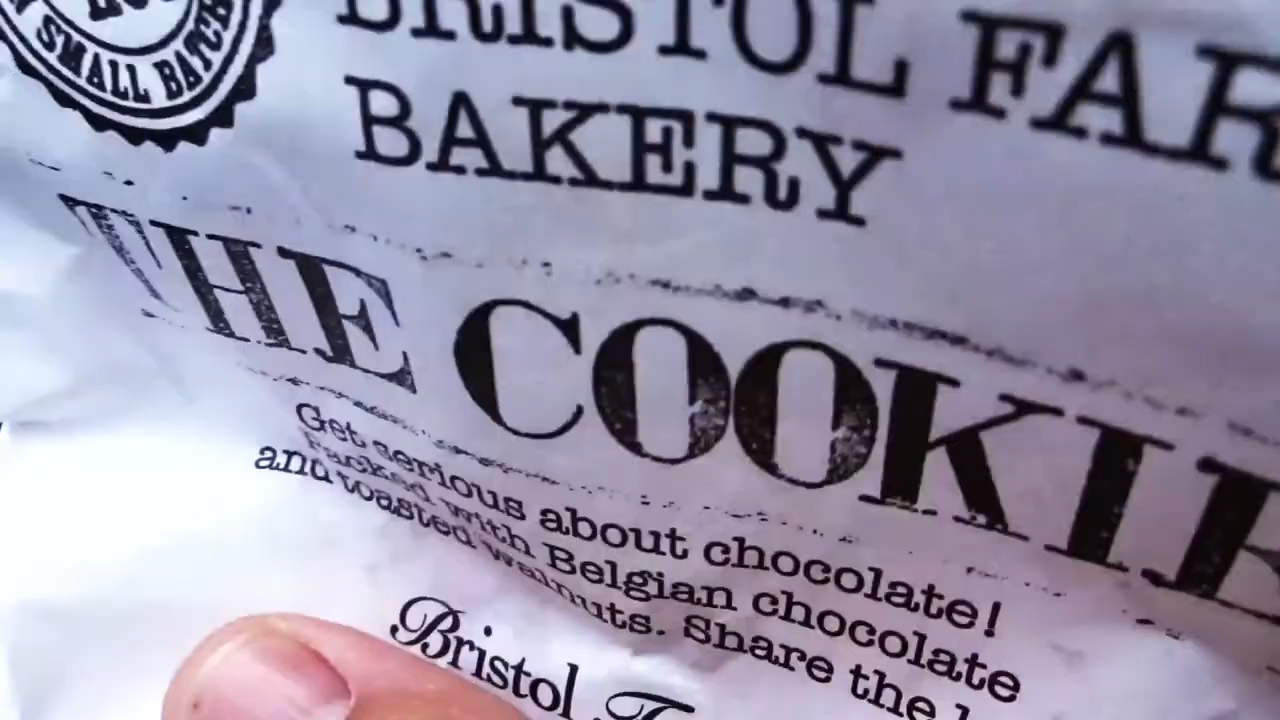 SMALL BATCH
BRISTOL FAR
BAKERY
THE COOKIE
Get serious about chocolate!
Packed with Belgian chocolate
and toasted walnuts. Share the
Bristol